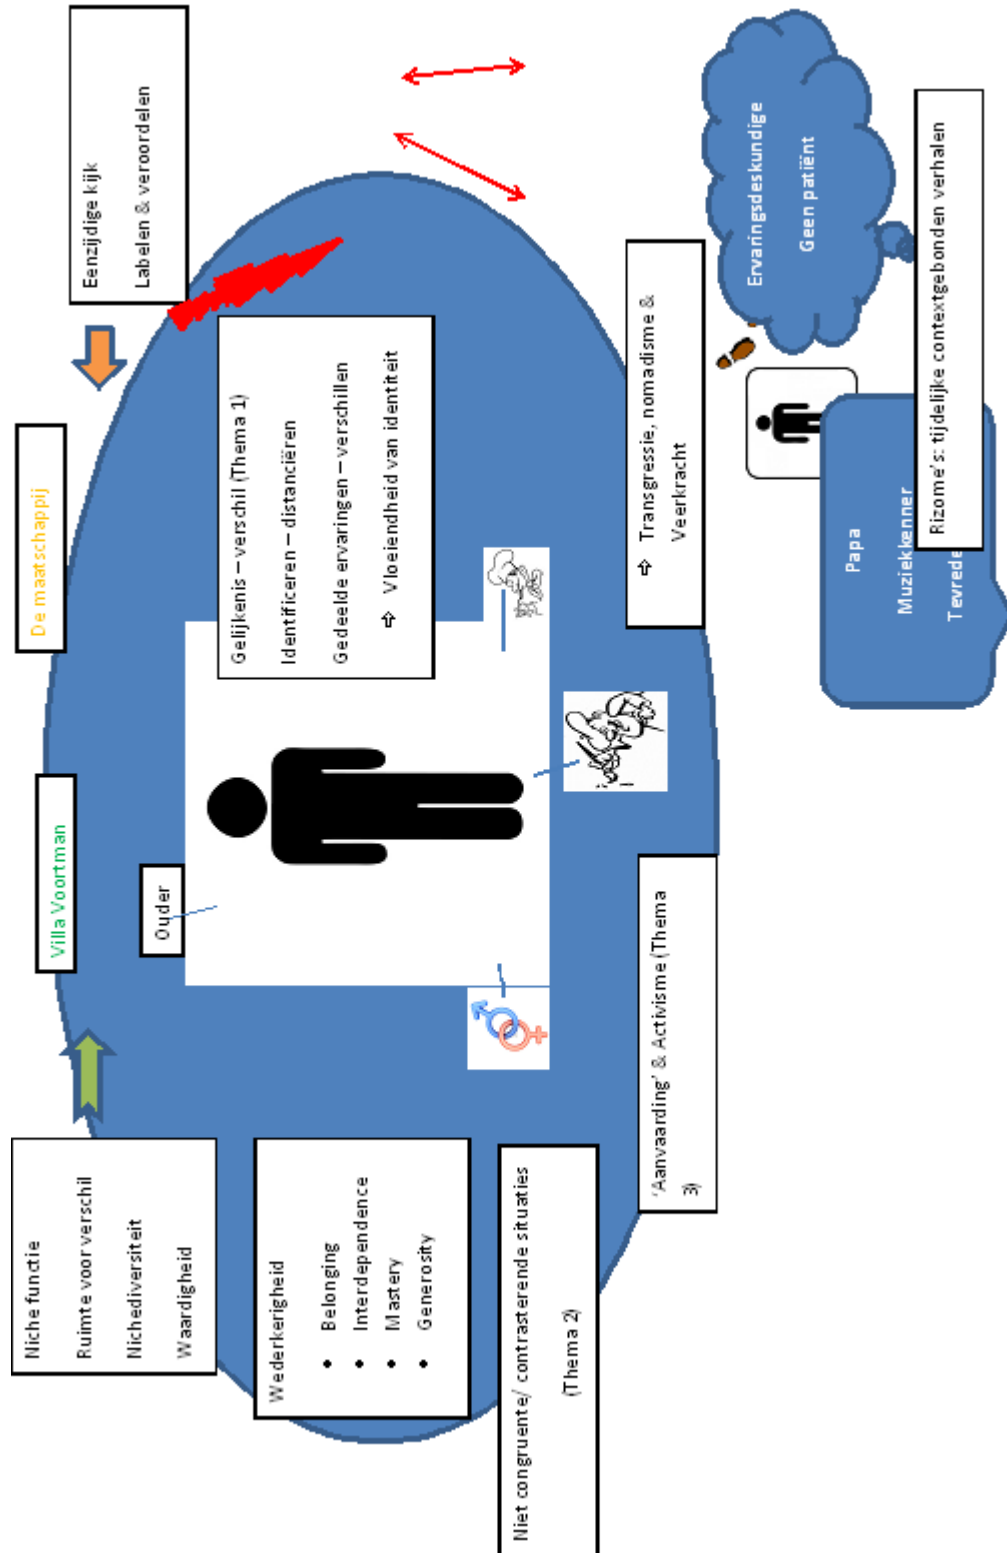 Niche functie
Ruimte voor verschil
Nichediversiteit
Waardigheid
Villa Voortman
De maatschappij
Eenzijdige kijk
Labelen & veroordelen
Ouder
Wederkerigheid
• Belonging
• Interdependence
• Mastery
• Generosity
Gelijkenis – verschil (Thema 1)
Identificeren – distanciëren
Gedeelde ervaringen – verschillen
⇨ Vloeiendheid van identiteit
Niet congruente/ contrasterende situaties
(Thema 2)
'Aanvaarding' & Activisme (Thema
3)
⇨ Transgressie, nomadisme &
Veerkracht
Ervaringsdeskundige
Geen patiënt
Papa
Muziekkenner
Tevrede
Rizome's: tijdelijke contextgebonden verhalen